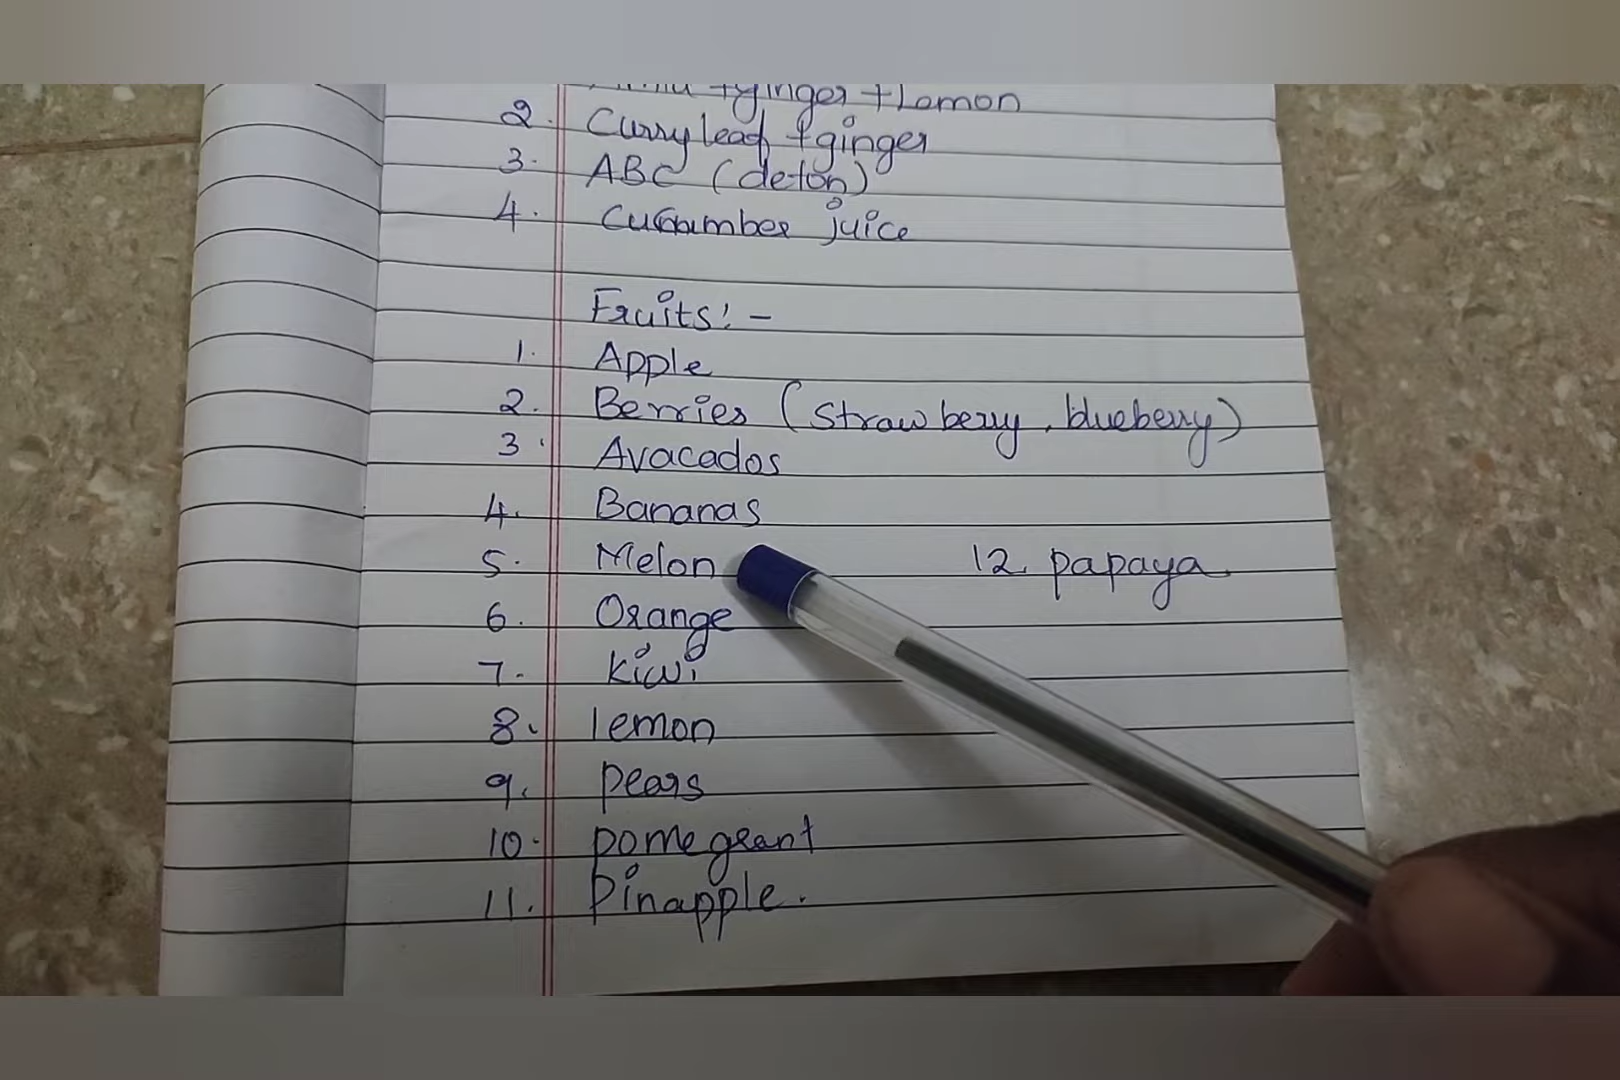 +ginger + Lemon
2. Curry leaf + ginger
3. ABC (detox)
4. Cucumber juice
Fruits:-
1. Apple
2. Berries (Strawberry, blueberry)
3. Avacados
4. Bananas
5. Melon 12. papaya
6. Orange
7. kiwi
8. lemon
9. pears
10. pomegrant
11. Pinapple.